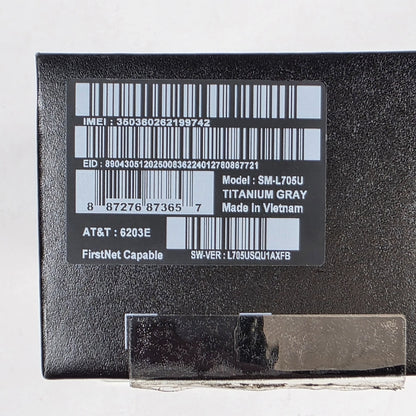 IMEI : 350360262199742
EID : 89043051202500836224012780867721
Model : SM-L705U
TITANIUM GRAY
Made in Vietnam
8 87276 87365 7
AT&T : 6203E
FirstNet Capable
SW-VER : L705USQU1AXFB